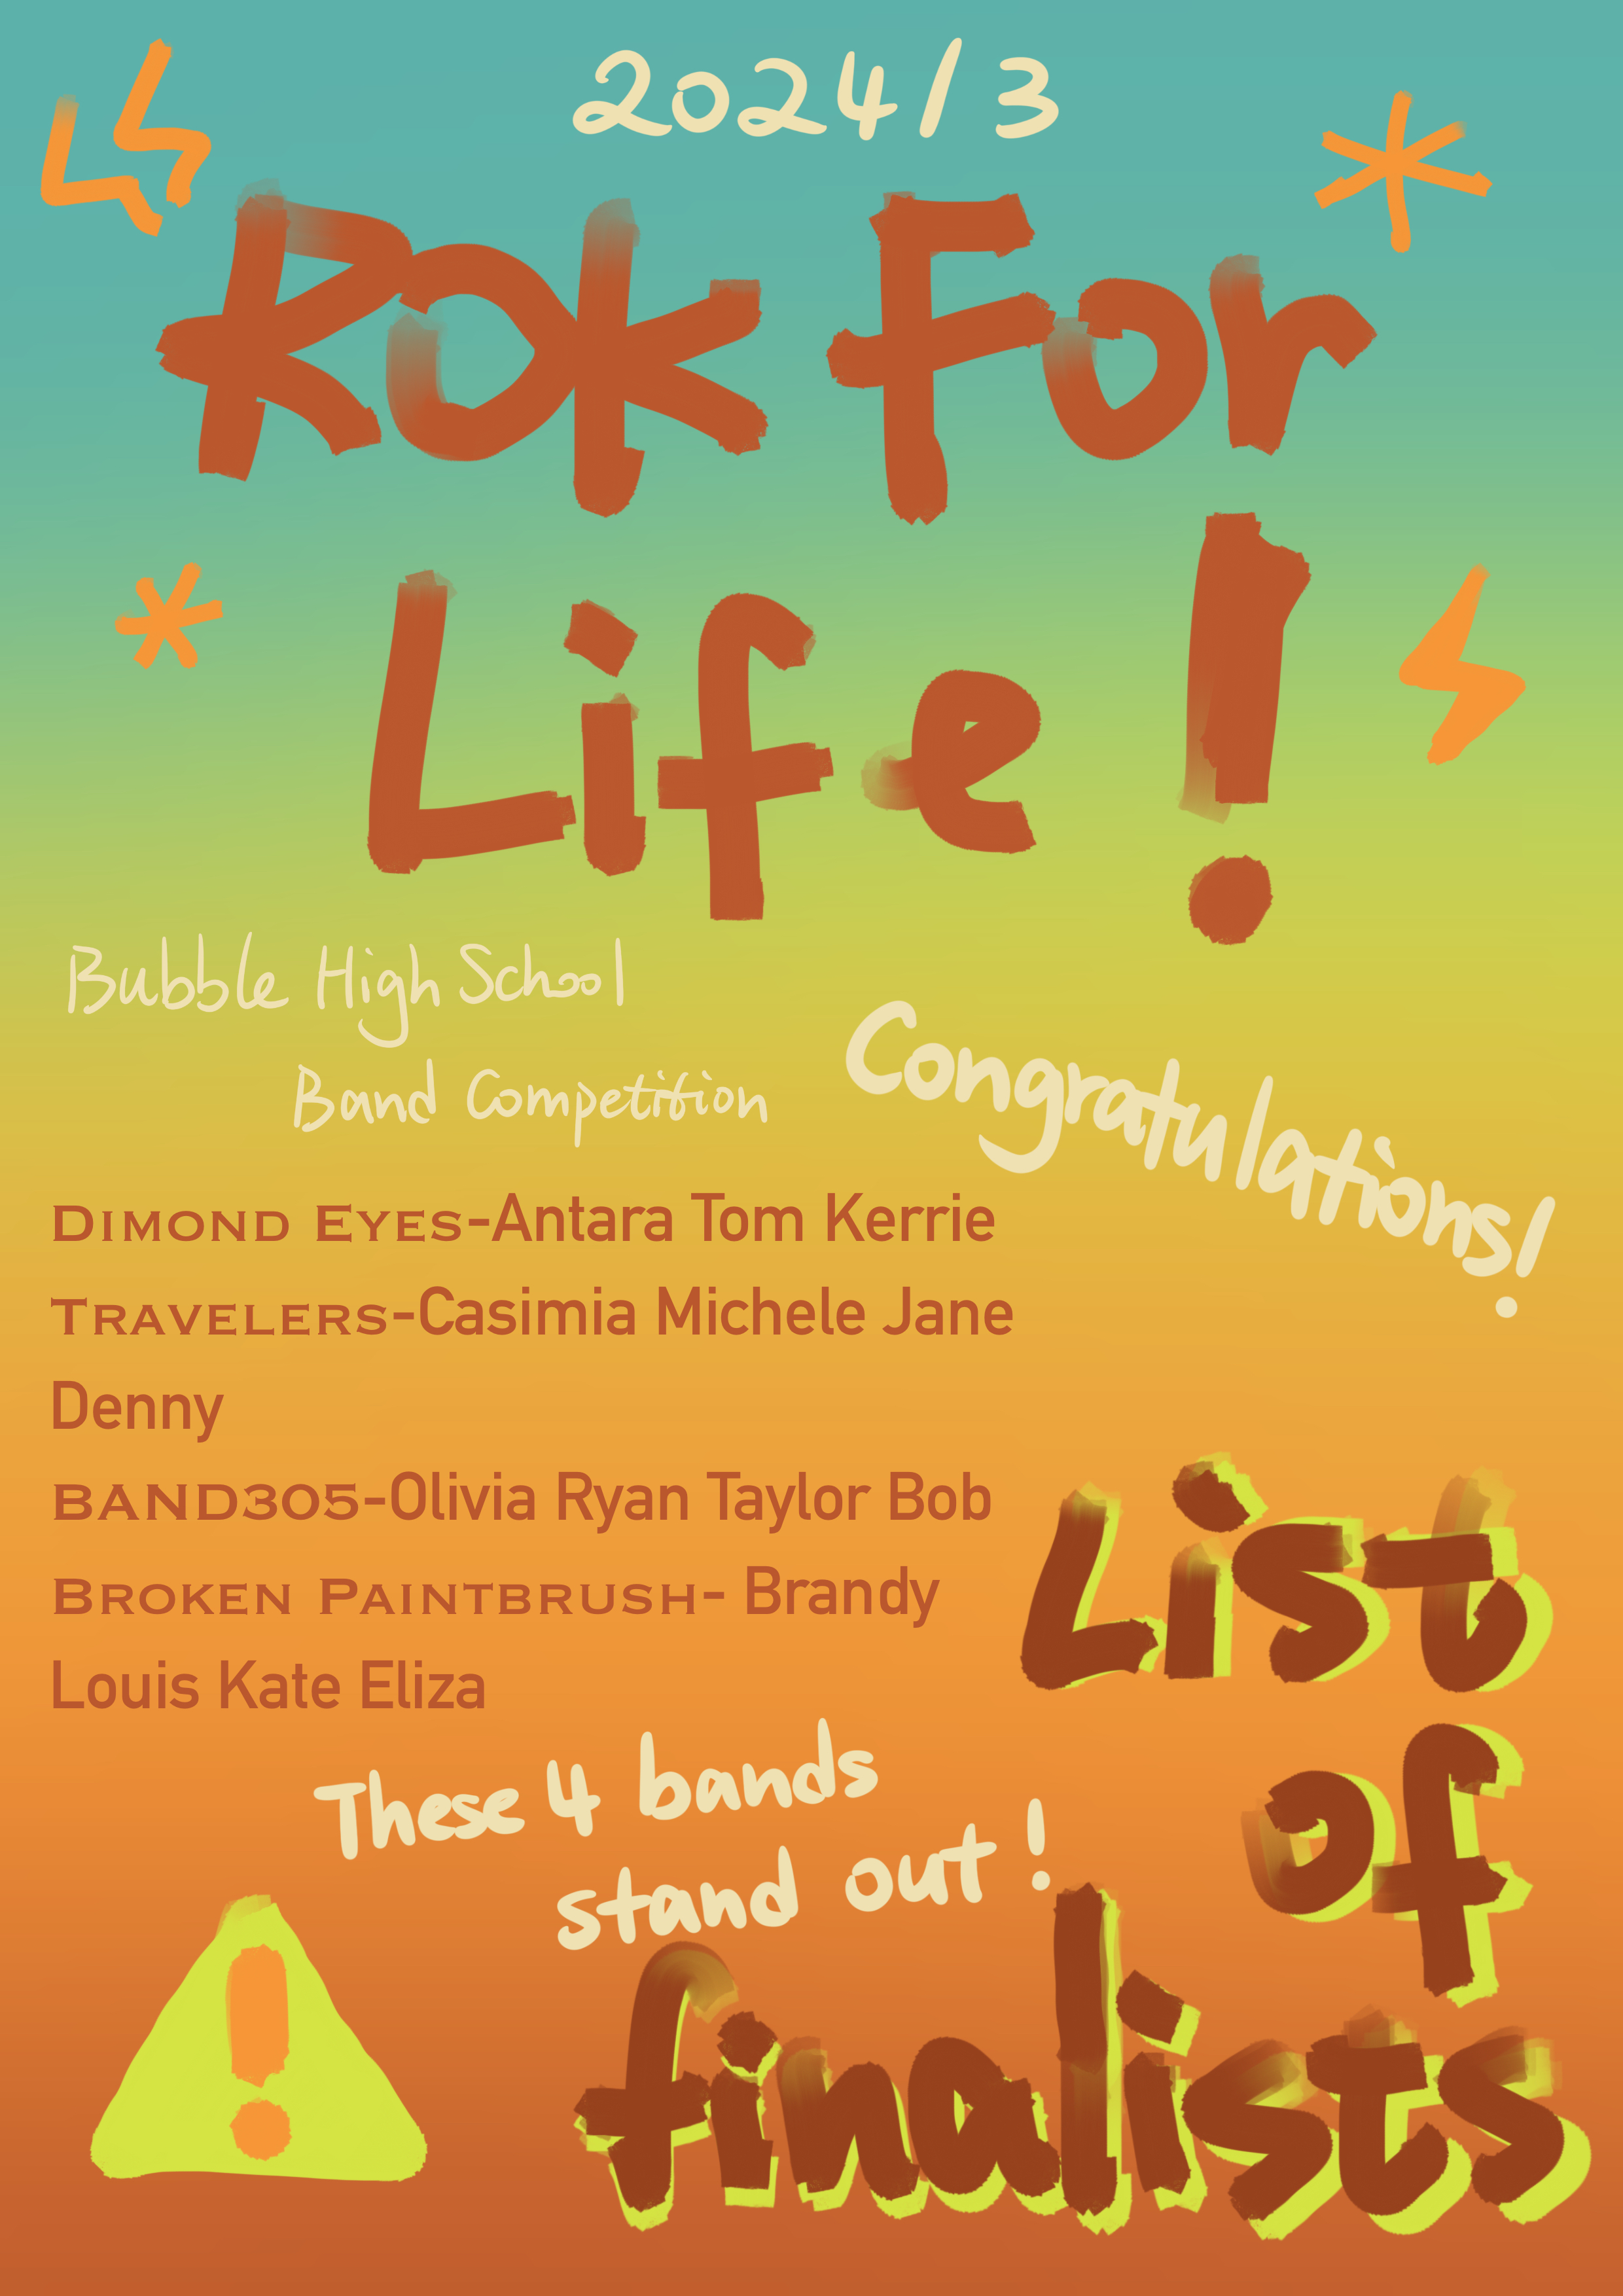 2024/3
Rok For
Life!
Bubble High School
Band Competition
Congratulations!
Dimond Eyes-Antara Tom Kerrie
Travelers-Casimia Michele Jane
Denny
BAND305-Olivia Ryan Taylor Bob
Broken Paintbrush- Brandy
Louis Kate Eliza
These 4 bands
stand out!
List
of
finalists
!